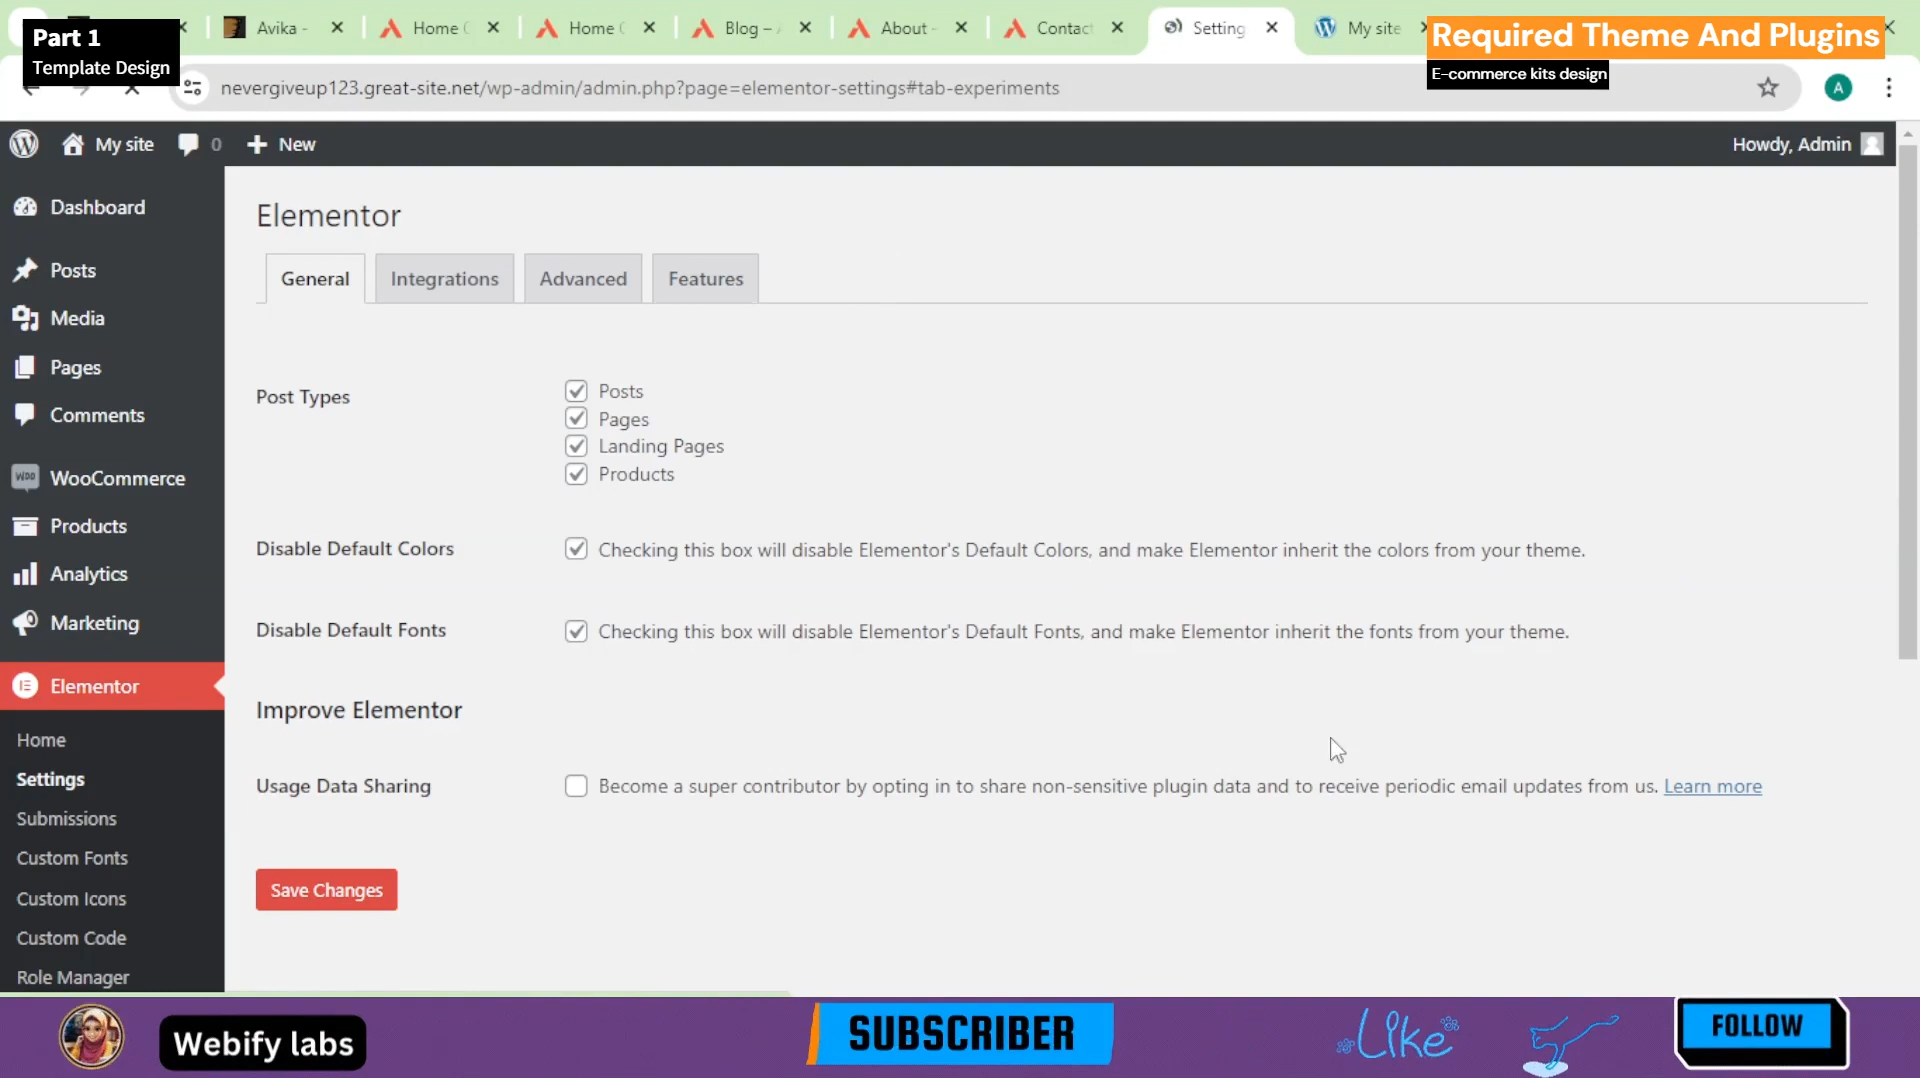 Part 1
Template Design
Avika -
Home
Home
Blog –
About -
Contact
Setting
My site
Required Theme And Plugins
E-commerce kits design
nevergiveup123.great-site.net/wp-admin/admin.php?page=elementor-settings#tab-experiments
A
My site
0
New
Howdy, Admin
Dashboard
Posts
Media
Pages
Comments
WooCommerce
Products
Analytics
Marketing
Elementor
Home
Settings
Submissions
Custom Fonts
Custom Icons
Custom Code
Role Manager
Elementor
General
Integrations
Advanced
Features
Post Types
Posts
Pages
Landing Pages
Products
Disable Default Colors
Checking this box will disable Elementor's Default Colors, and make Elementor inherit the colors from your theme.
Disable Default Fonts
Checking this box will disable Elementor's Default Fonts, and make Elementor inherit the fonts from your theme.
Improve Elementor
Usage Data Sharing
Become a super contributor by opting in to share non-sensitive plugin data and to receive periodic email updates from us. Learn more
Save Changes
Webify labs
SUBSCRIBER
Like
FOLLOW